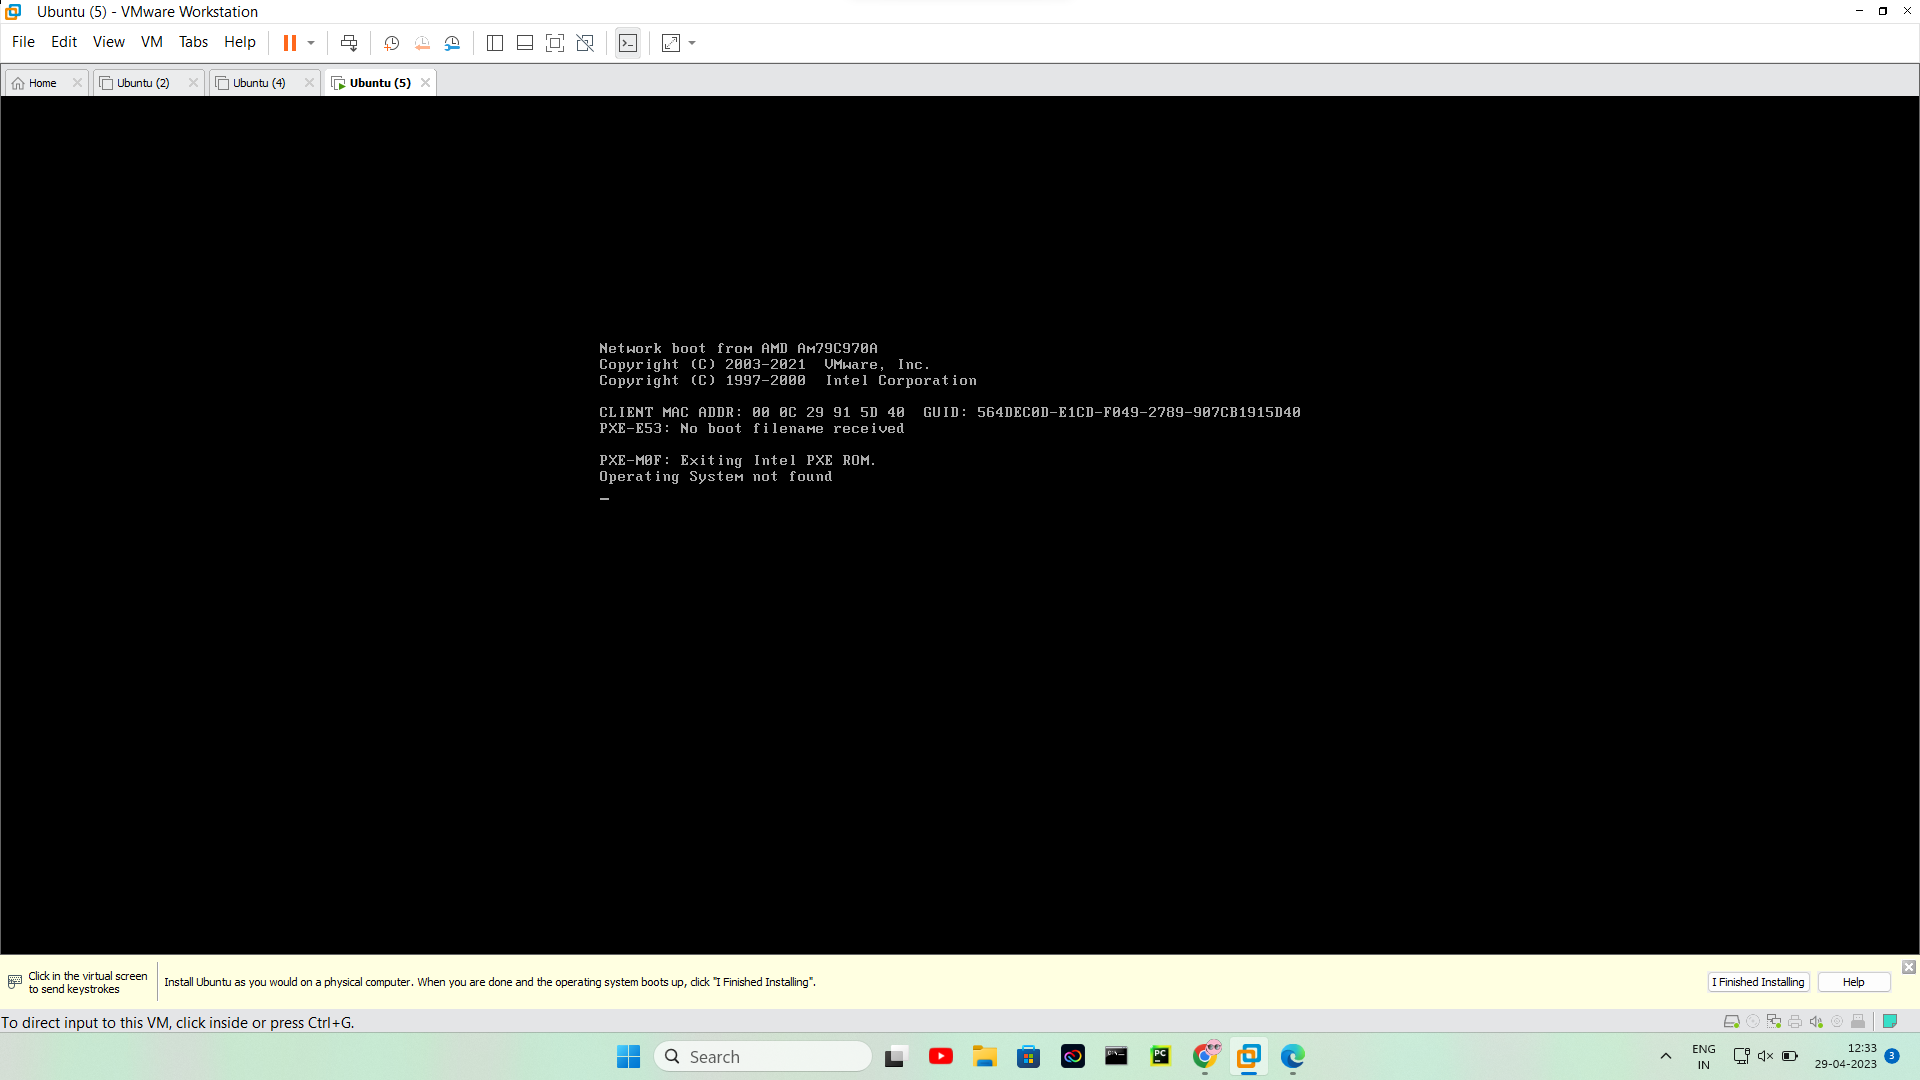 Ubuntu (5) - VMware Workstation
File Edit View VM Tabs Help
Home Ubuntu (2) Ubuntu (4) Ubuntu (5)
Network boot from AMD Am79C970A
Copyright (C) 2003-2021 VMware, Inc.
Copyright (C) 1997-2000 Intel Corporation
CLIENT MAC ADDR: 00 0C 29 91 5D 40 GUID: 564DEC0D-E1CD-F049-2789-907CB1915D40
PXE-E53: No boot filename received
PXE-M0F: Exiting Intel PXE ROM.
Operating System not found
Click in the virtual screen
to send keystrokes
Install Ubuntu as you would on a physical computer. When you are done and the operating system boots up, click "I Finished Installing".
I Finished Installing Help
To direct input to this VM, click inside or press Ctrl+G.
Search
PC
ENG
IN
12:33
29-04-2023
3